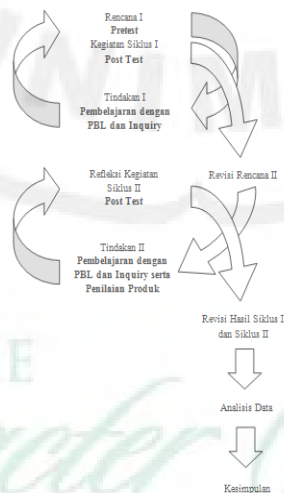 Rencana I
Pretest
Kegiatan Siklus I
Post Test
Tindakan I
Pembelajaran dengan
PBL dan Inquiry
Refleksi Kegiatan
Siklus II
Post Test
Revisi Rencana II
Tindakan II
Pembelajaran dengan
PBL dan Inquiry serta
Penilaian Produk
Revisi Hasil Siklus I
dan Siklus II
Analisis Data
Kesimpulan